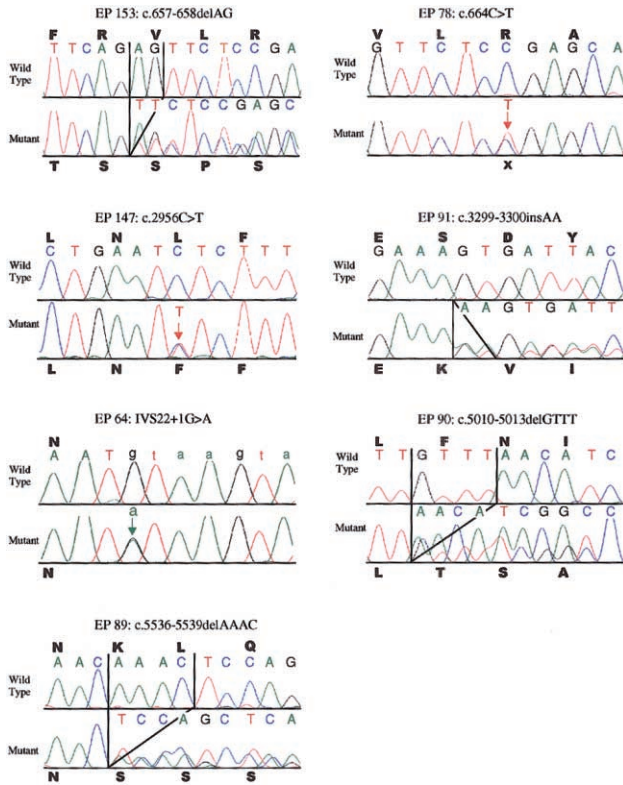 EP 153: c.657-658delAG
F R V L R
T T C A G A G T T C T C C G A
Wild Type
T T C T C C G A G C
Mutant
T S S P S
EP 78: c.664C>T
V L R A
G T T C T C C G A G C A
Wild Type
T
Mutant
X
EP 147: c.2956C>T
L N L F
C T G A A T C T C T T T
Wild Type
T
Mutant
L N F F
EP 91: c.3299-3300insAA
E S D Y
G A A A G T G A T T A C
Wild Type
A A G T G A T T
Mutant
E K V I
EP 64: IVS22+1G>A
N
A A T g t a a g t a
Wild Type
a
Mutant
N
EP 90: c.5010-5013delGTTT
L F N I
T T G T T T A A C A T C
Wild Type
A A C A T C G G C C
Mutant
L T S A
EP 89: c.5536-5539delAAAC
N K L Q
A A C A A A C T C C A G
Wild Type
T C C A G C T C A
Mutant
N S S S